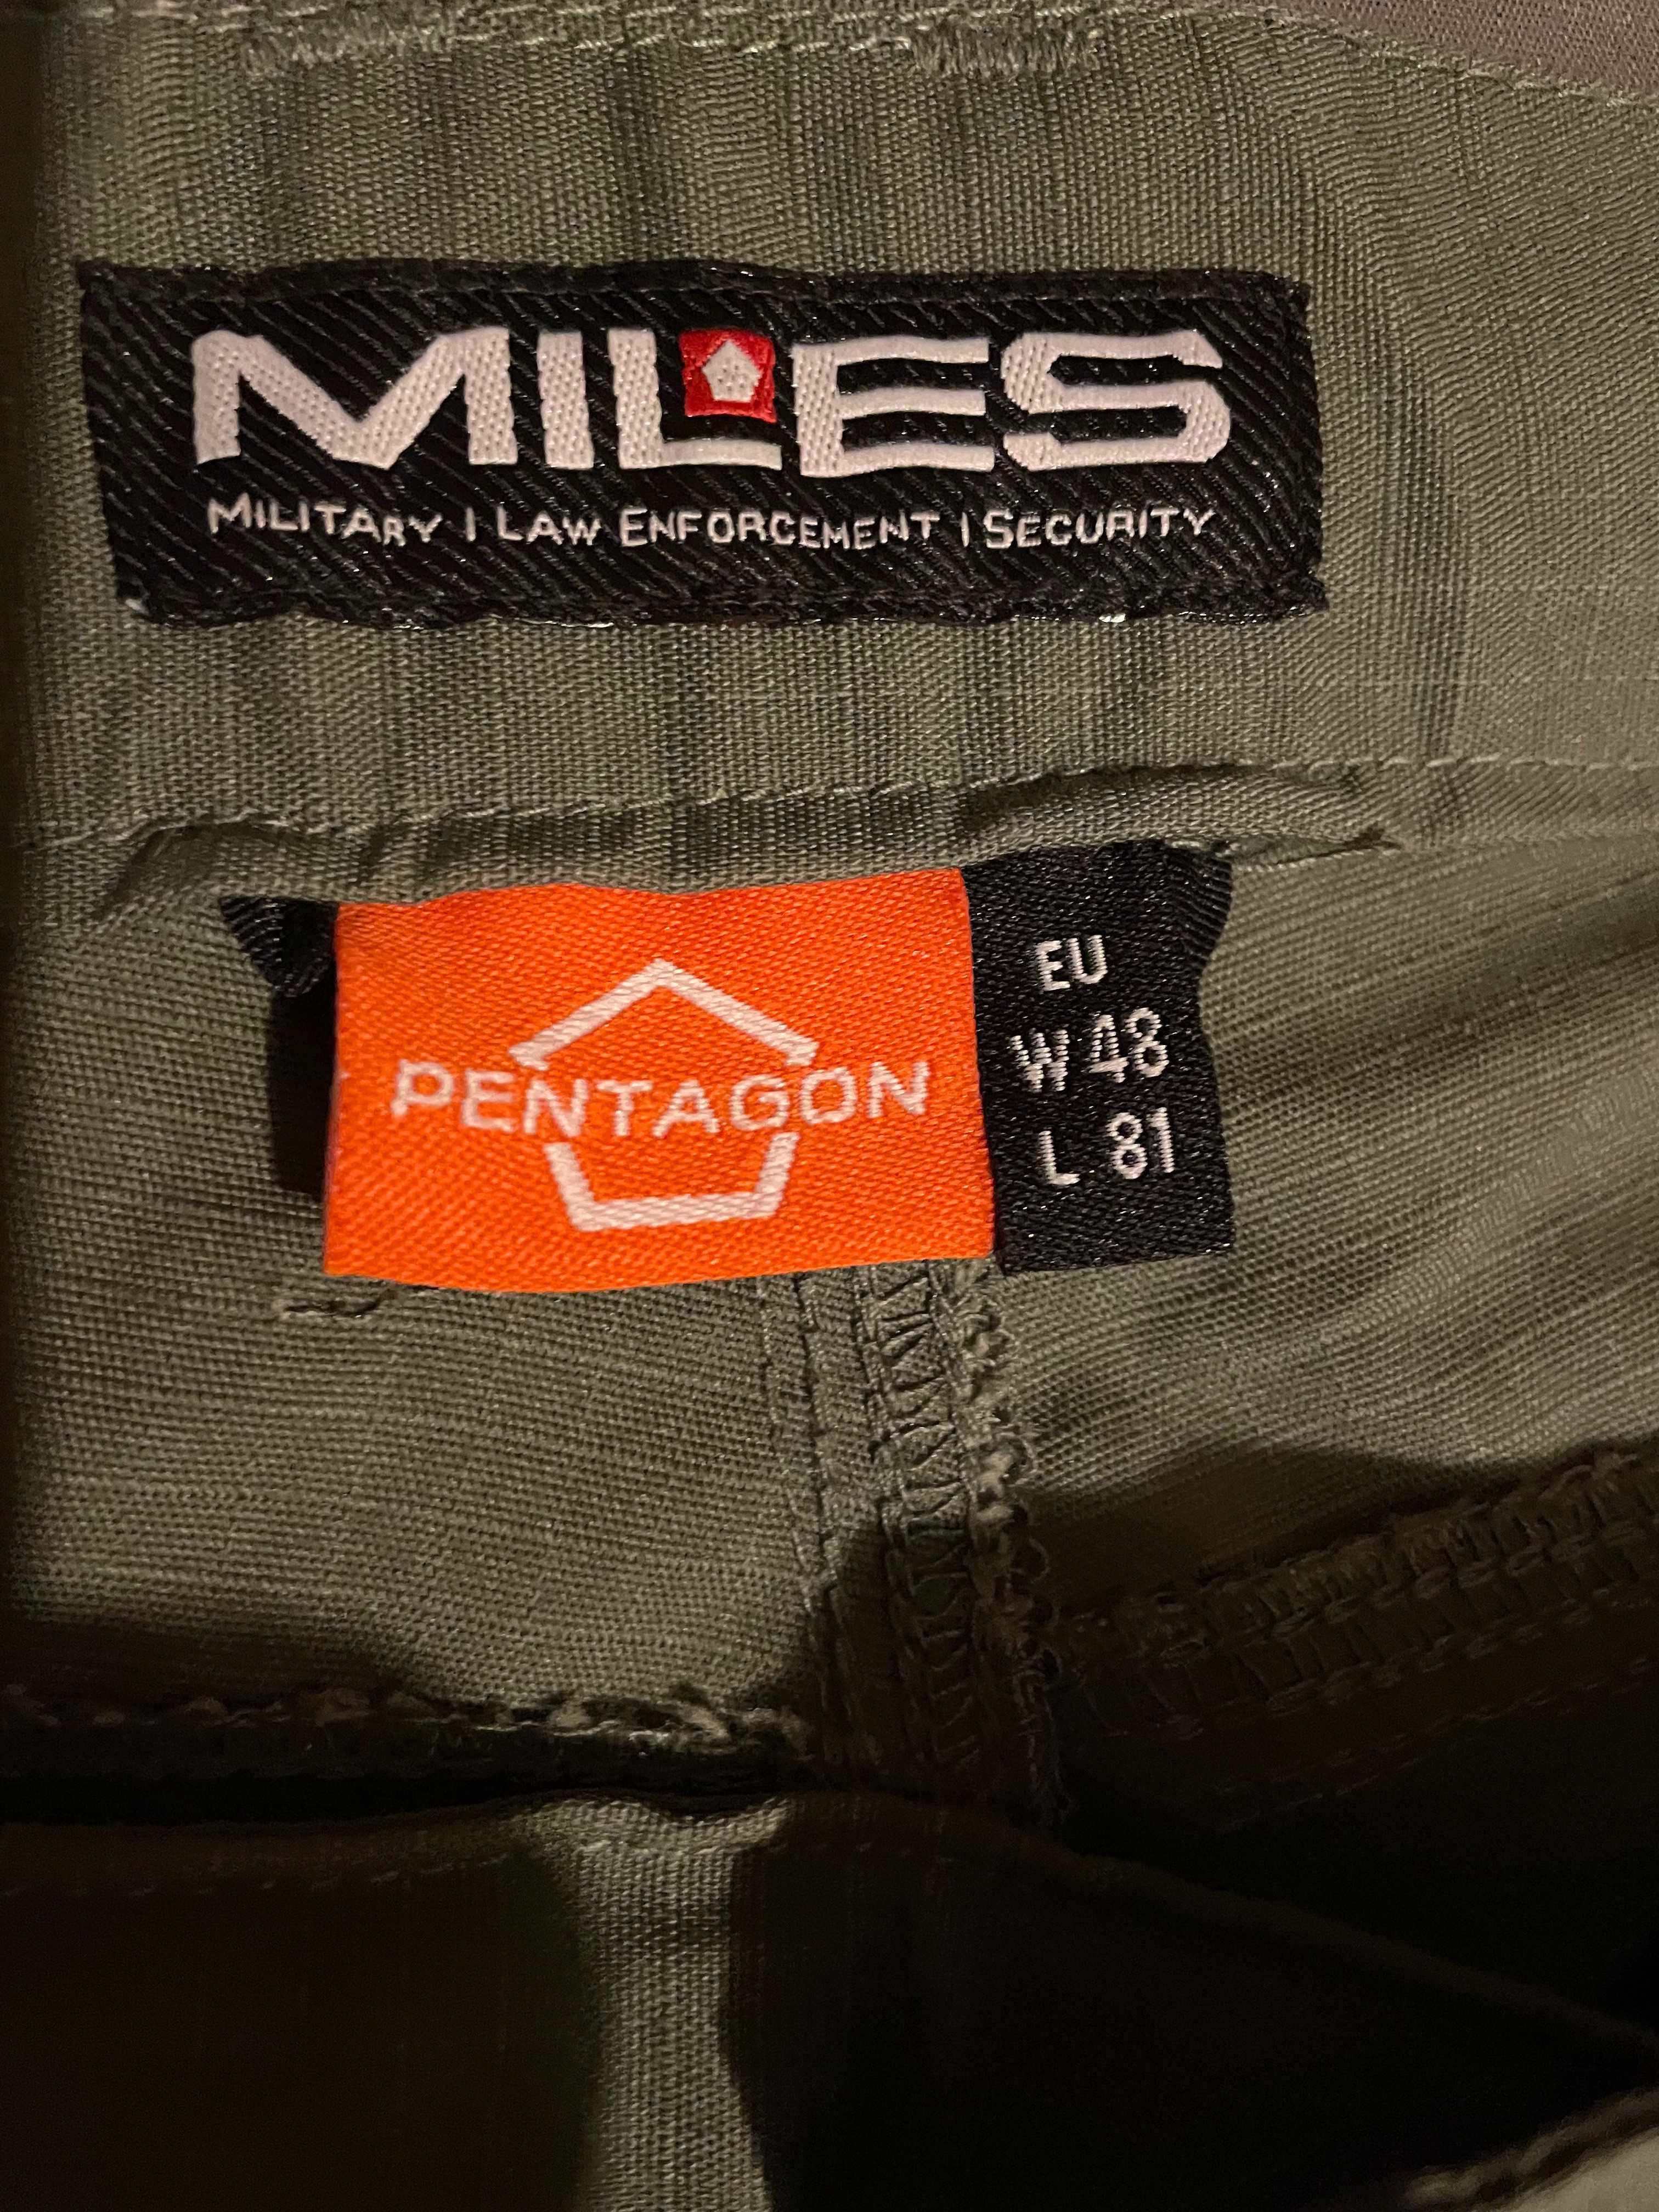 MILES
MILITARY | LAW ENFORCEMENT | SECURITY
PENTAGON
EU
W 48
L 81